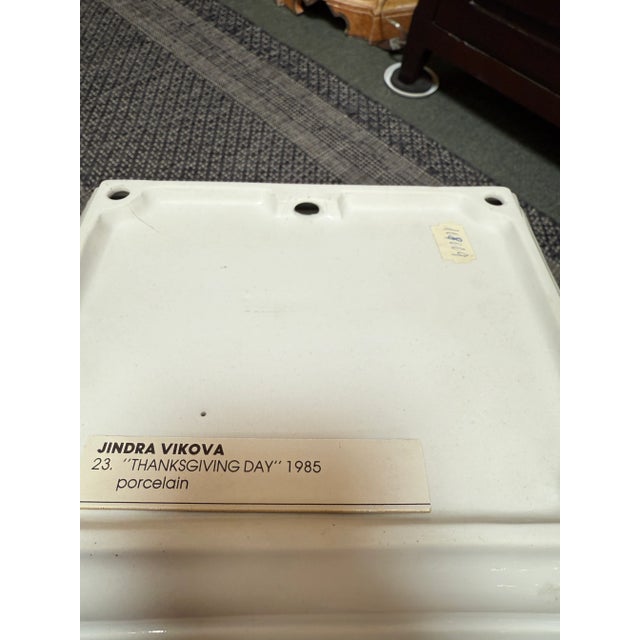 JINDRA VIKOVA
23. "THANKSGIVING DAY" 1985
porcelain